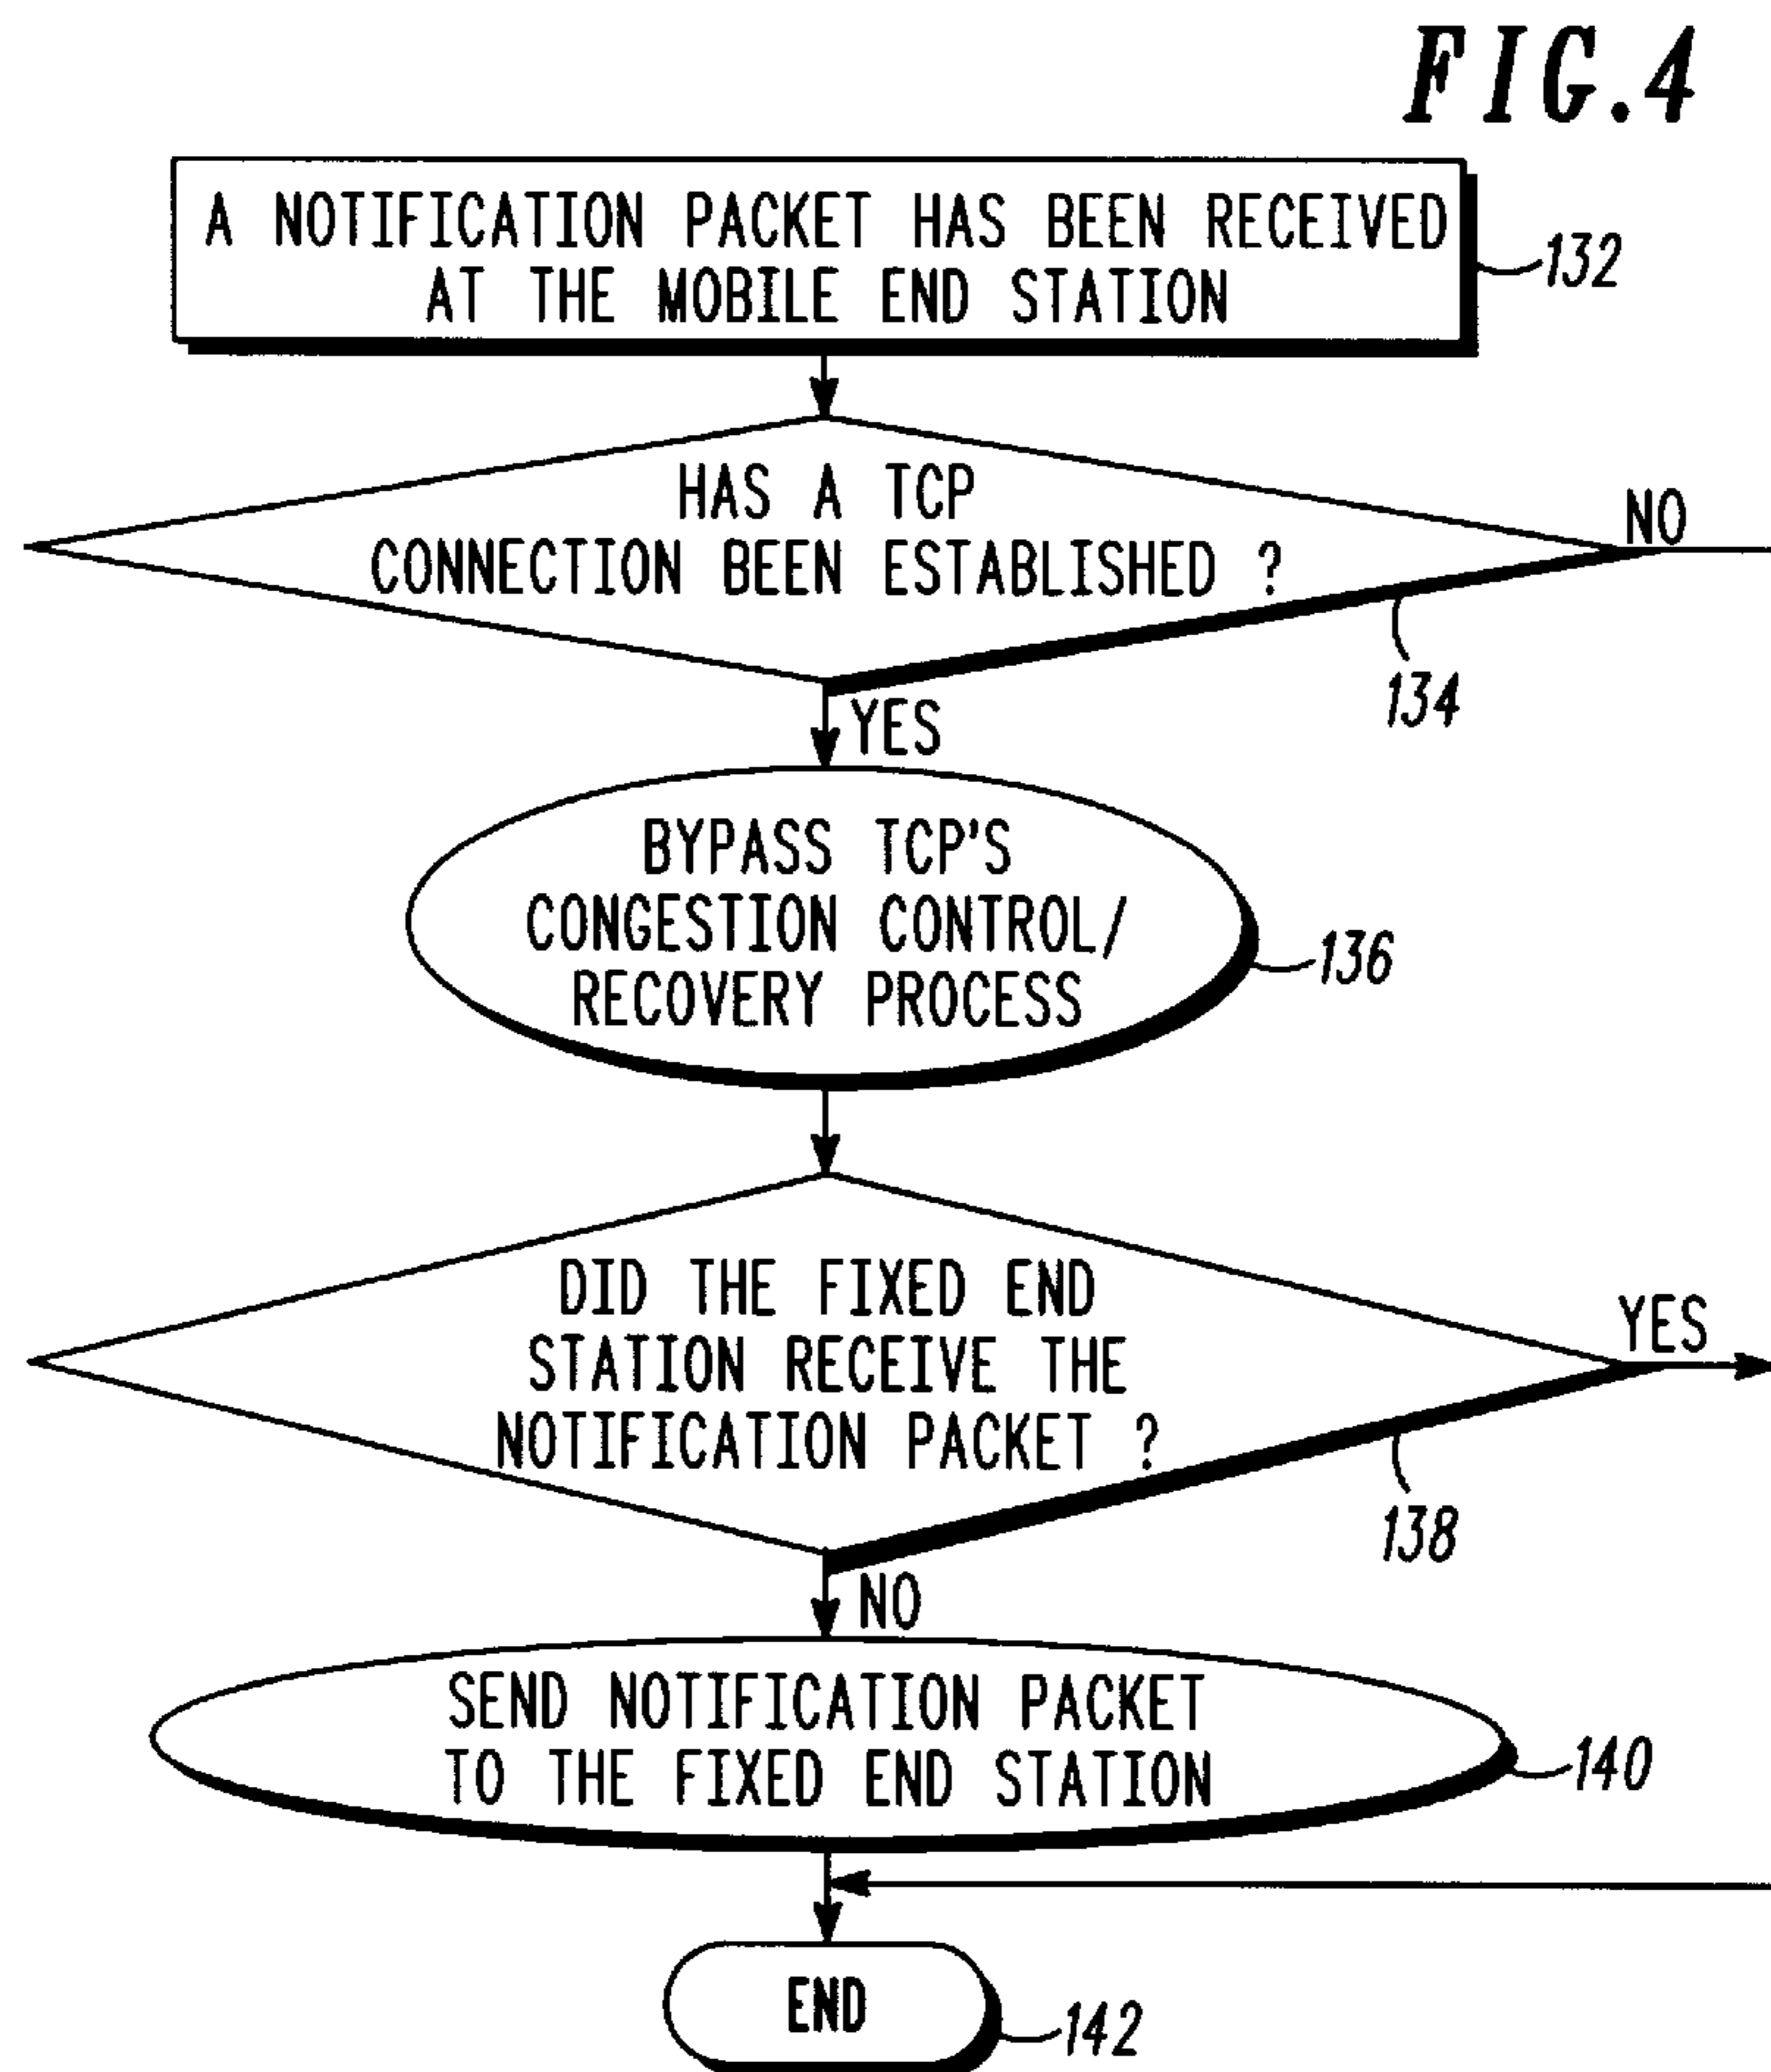 FIG.4
A NOTIFICATION PACKET HAS BEEN RECEIVED
AT THE MOBILE END STATION
132
HAS A TCP
CONNECTION BEEN ESTABLISHED ?
NO
134
YES
BYPASS TCP'S
CONGESTION CONTROL/
RECOVERY PROCESS
136
DID THE FIXED END
STATION RECEIVE THE
NOTIFICATION PACKET ?
YES
138
NO
SEND NOTIFICATION PACKET
TO THE FIXED END STATION
140
END
142